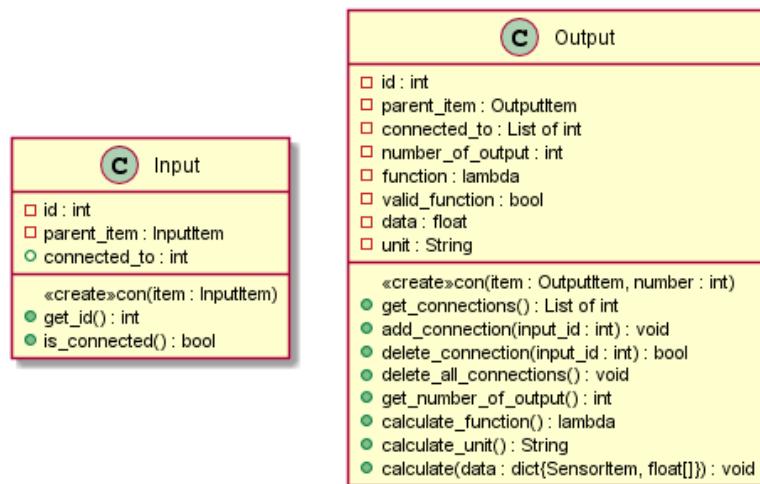 C Input
id : int
parent_item : InputItem
connected_to : int
«create»con(item : InputItem)
get_id() : int
is_connected() : bool
C Output
id : int
parent_item : OutputItem
connected_to : List of int
number_of_output : int
function : lambda
valid_function : bool
data : float
unit : String
«create»con(item : OutputItem, number : int)
get_connections() : List of int
add_connection(input_id : int) : void
delete_connection(input_id : int) : bool
delete_all_connections() : void
get_number_of_output() : int
calculate_function() : lambda
calculate_unit() : String
calculate(data : dict{SensorItem, float[]}) : void